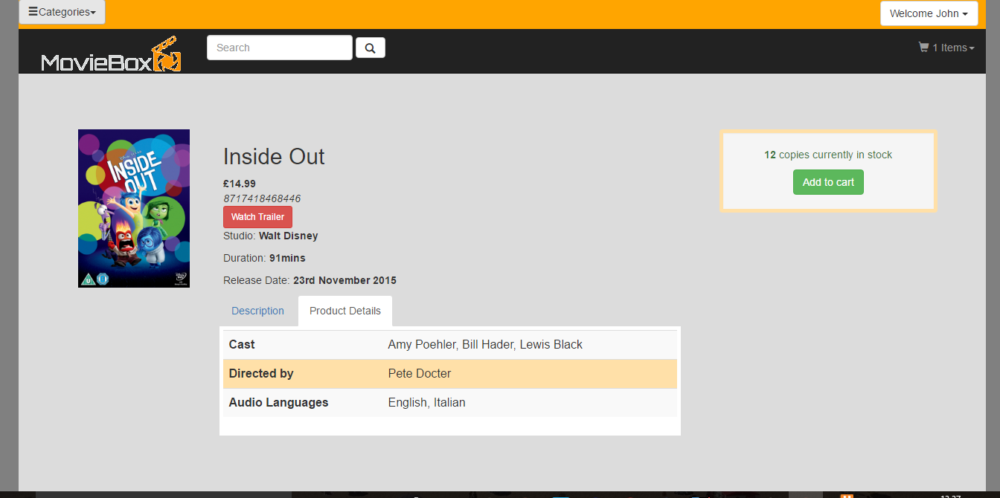 Categories
Welcome John
MovieBox
Search
1 Items
INSIDE
OUT
U
Inside Out
£14.99
8717418468446
Watch Trailer
Studio: Walt Disney
Duration: 91mins
Release Date: 23rd November 2015
12 copies currently in stock
Add to cart
Description Product Details
Cast Amy Poehler, Bill Hader, Lewis Black
Directed by Pete Docter
Audio Languages English, Italian